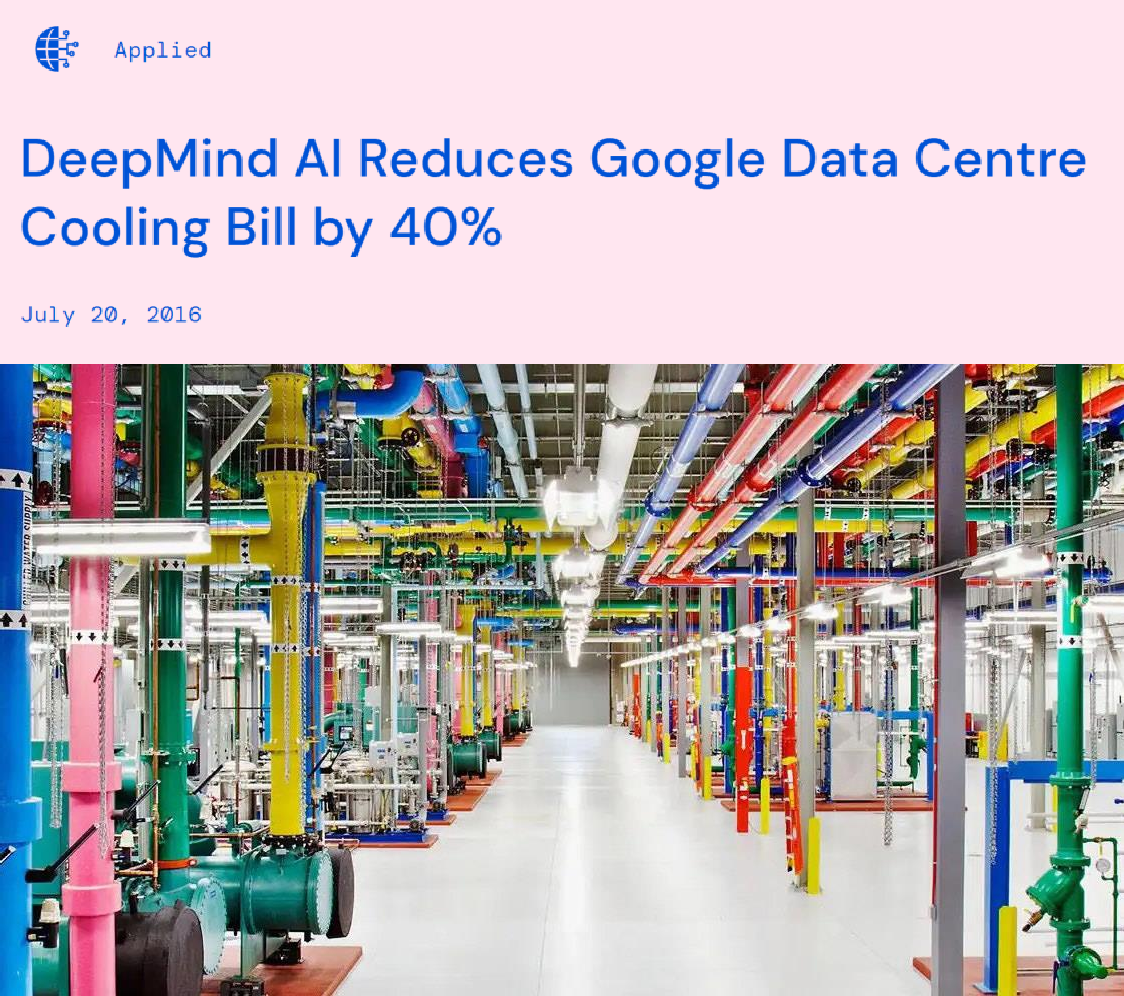 Applied
DeepMind AI Reduces Google Data Centre
Cooling Bill by 40%
July 20, 2016